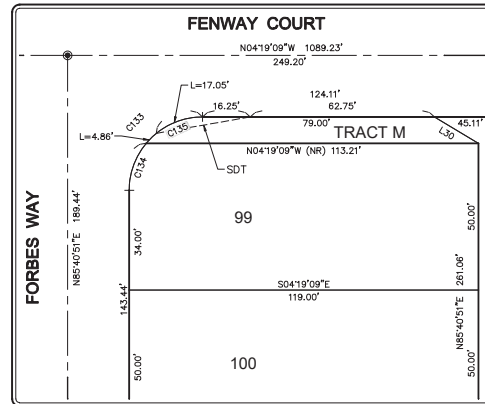 FENWAY COURT
N04°19'09"W 1089.23'
249.20'
L=17.05'
124.11'
C133
16.25'
62.75'
45.11'
C135
79.00'
TRACT M
L30
L=4.86'
N04°19'09"W (NR) 113.21'
SDT
C134
FORBES WAY
N85°40'51"E 189.44'
99
34.00'
50.00'
S04°19'09"E
119.00'
143.44'
N85°40'51"E 261.06'
100
50.00'
50.00'